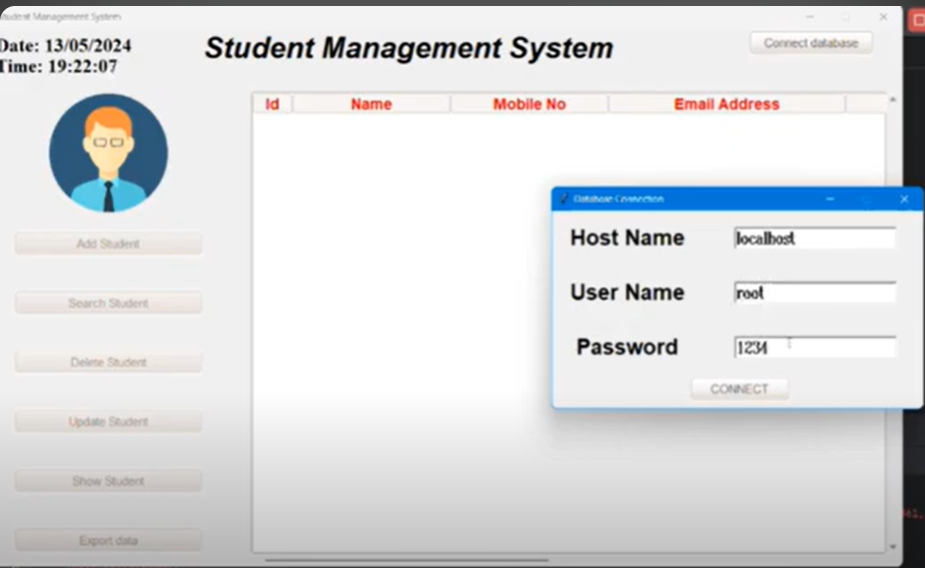 Student Management System
Date: 13/05/2024
Time: 19:22:07
Student Management System
Connect database
Id Name Mobile No Email Address
Add Student
Search Student
Delete Student
Update Student
Show Student
Export data
Database Connection
Host Name localhost
User Name root
Password 1234
CONNECT